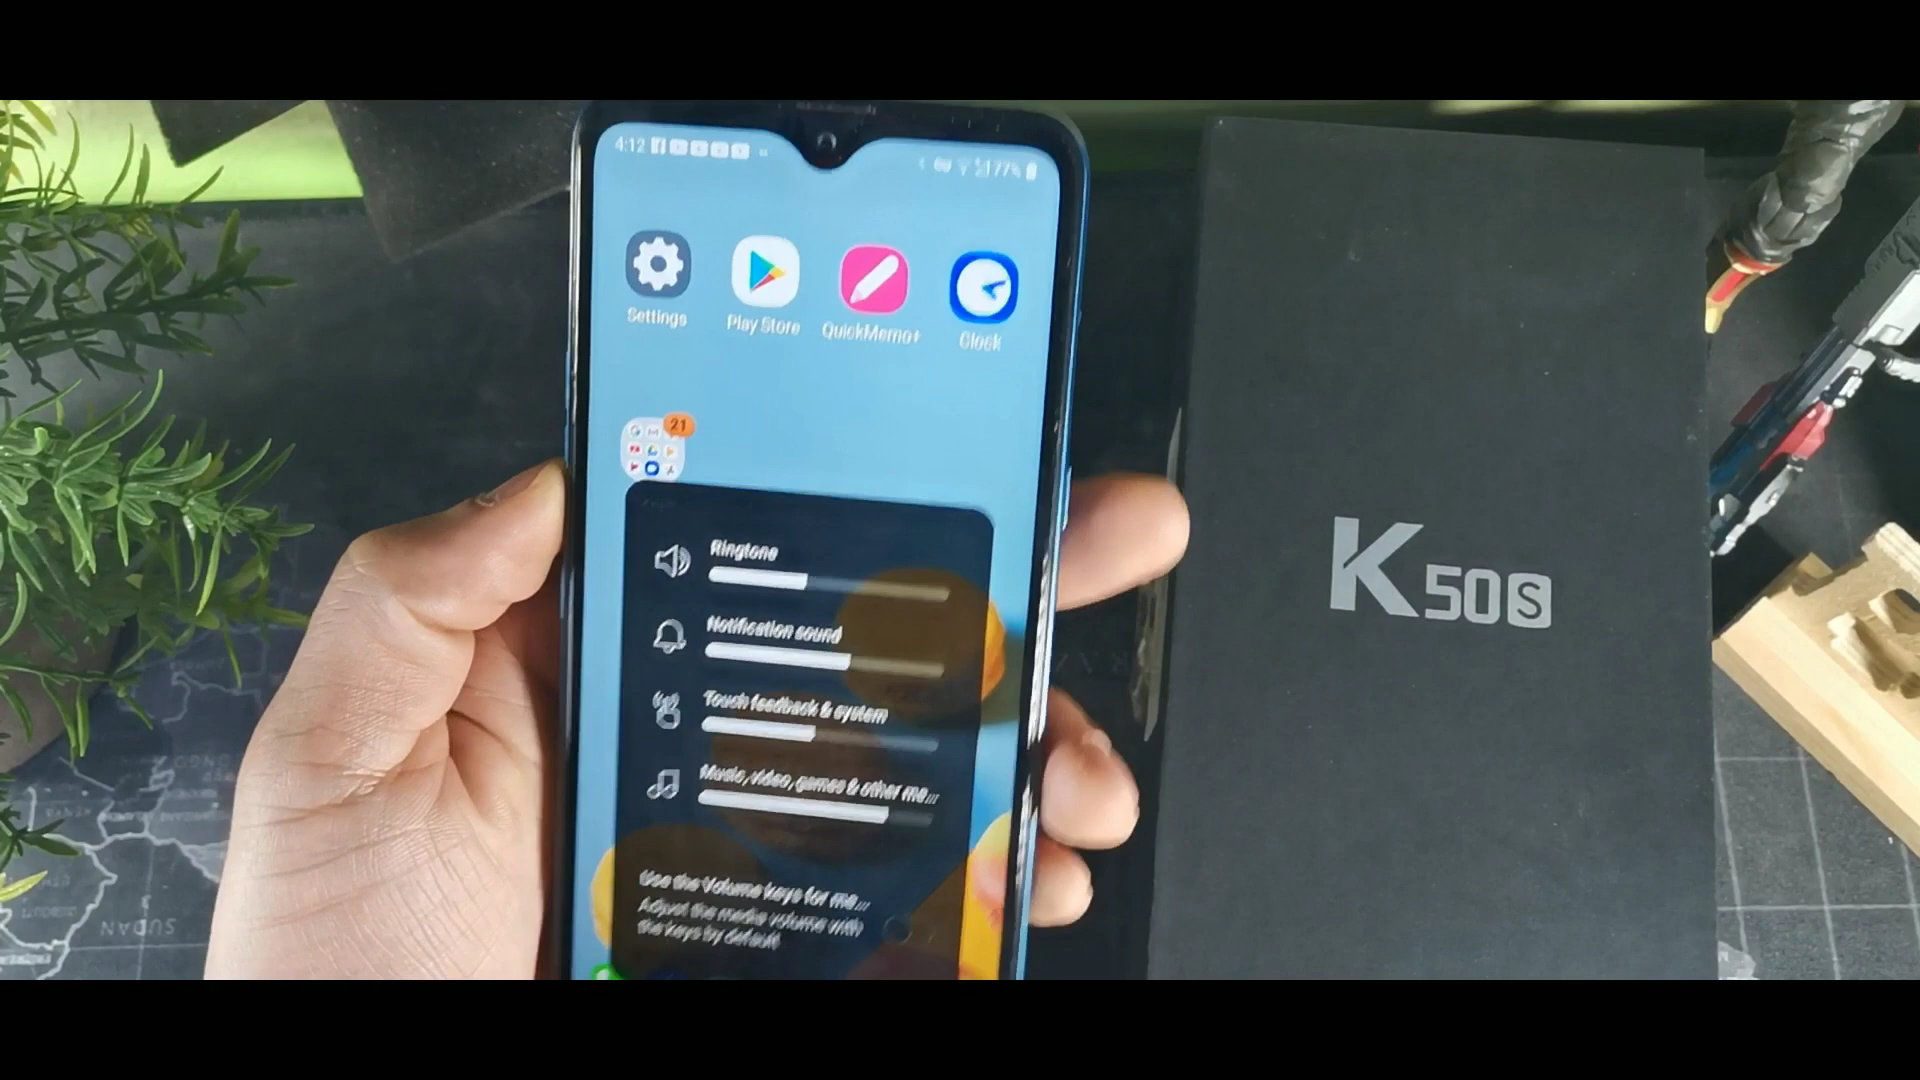 4:12
77%
Settings
Play Store
QuickMemo+
Clock
21
Ringtone
Notification sound
Touch feedback & system
Music, video, games & other me...
Use the Volume keys for me...
Adjust the media volume with
the keys by default
K50S
SUDAN